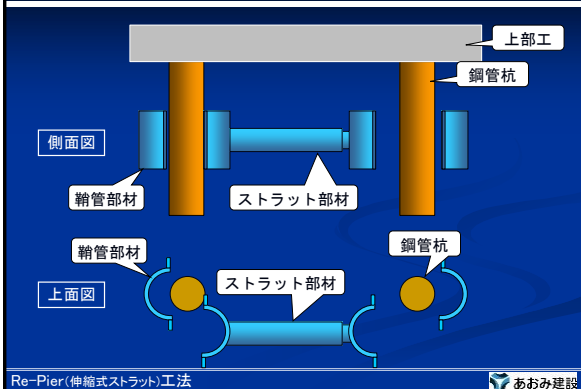 上部工
鋼管杭
側面図
鞘管部材
ストラット部材
鞘管部材
鋼管杭
上面図
ストラット部材
Re-Pier(伸縮式ストラット)工法
あおみ建設